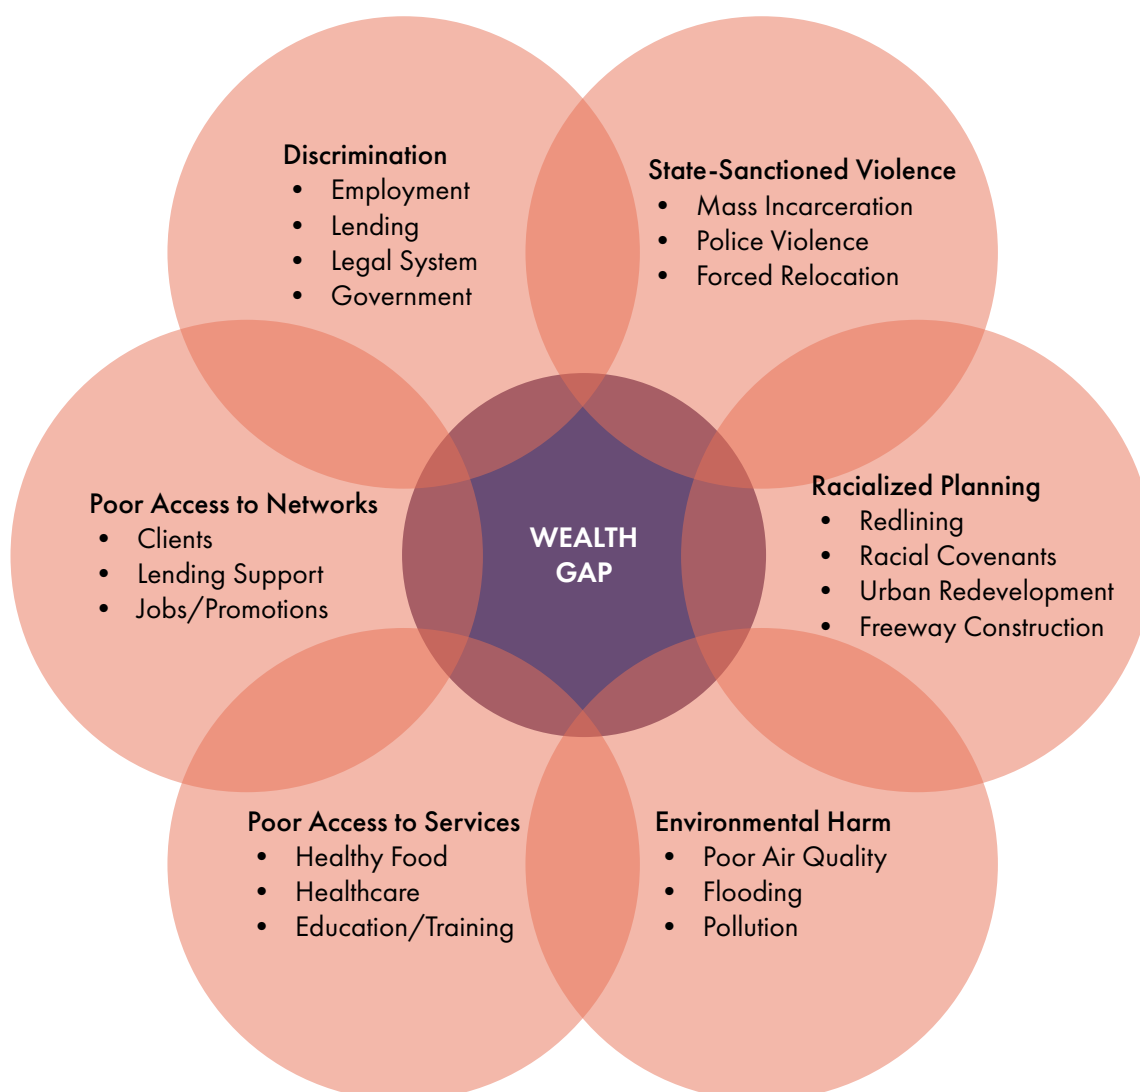 Discrimination
• Employment
• Lending
• Legal System
• Government
State-Sanctioned Violence
• Mass Incarceration
• Police Violence
• Forced Relocation
Poor Access to Networks
• Clients
• Lending Support
• Jobs/Promotions
WEALTH
GAP
Racialized Planning
• Redlining
• Racial Covenants
• Urban Redevelopment
• Freeway Construction
Poor Access to Services
• Healthy Food
• Healthcare
• Education/Training
Environmental Harm
• Poor Air Quality
• Flooding
• Pollution